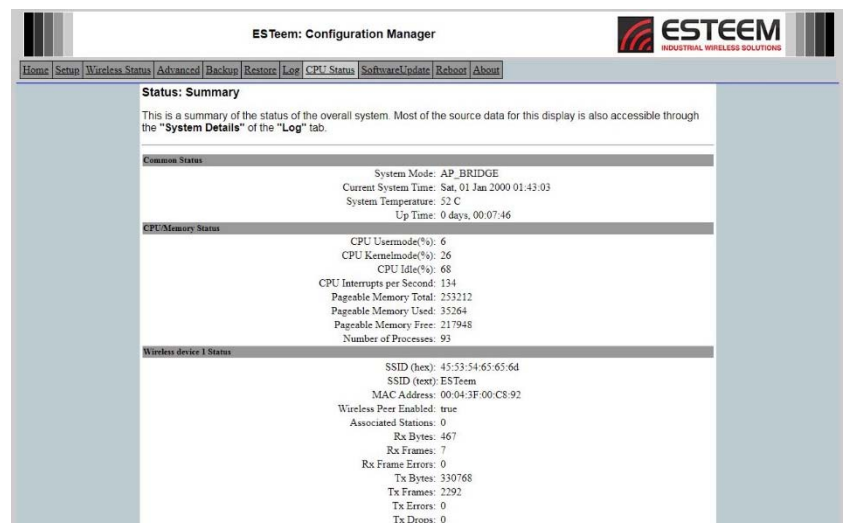 ESTeem: Configuration Manager
ESTEEM
INDUSTRIAL WIRELESS SOLUTIONS
Home Setup Wireless Status Advanced Backup Restore Log CPU Status SoftwareUpdate Reboot About
Status: Summary
This is a summary of the status of the overall system. Most of the source data for this display is also accessible through
the "System Details" of the "Log" tab.
Common Status
System Mode: AP_BRIDGE
Current System Time: Sat, 01 Jan 2000 01:43:03
System Temperature: 52 C
Up Time: 0 days, 00:07:46
CPU/Memory Status
CPU Usermode(%): 6
CPU Kernelmode(%): 26
CPU Idle(%): 68
CPU Interrupts per Second: 134
Pageable Memory Total: 253212
Pageable Memory Used: 35264
Pageable Memory Free: 217948
Number of Processes: 93
Wireless device 1 Status
SSID (hex): 45:53:54:65:65:6d
SSID (text): ESTeem
MAC Address: 00:04:3F:00:C8:92
Wireless Peer Enabled: true
Associated Stations: 0
Rx Bytes: 467
Rx Frames: 7
Rx Frame Errors: 0
Tx Bytes: 330768
Tx Frames: 2292
Tx Errors: 0
Tx Drops: 0